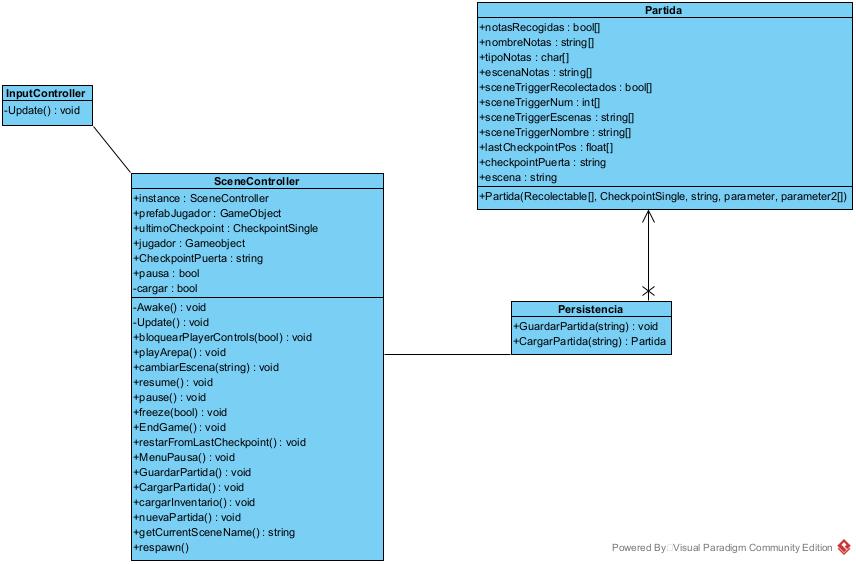 Partida
+notasRecogidas : bool[]
+nombreNotas : string[]
+tipoNotas : char[]
+escenaNotas : string[]
+sceneTriggerRecolectados : bool[]
+sceneTriggerNum : int[]
+sceneTriggerEscenas : string[]
+sceneTriggerNombre : string[]
+lastCheckpointPos : float[]
+checkpointPuerta : string
+escena : string
+Partida(Recolectable[], CheckpointSingle, string, parameter, parameter2[])
InputController
-Update() : void
SceneController
+instance : SceneController
+prefabJugador : GameObject
+ultimoCheckpoint : CheckpointSingle
+jugador : Gameobject
+CheckpointPuerta : string
+pausa : bool
-cargar : bool
-Awake() : void
-Update() : void
+bloquearPlayerControls(bool) : void
+playArepa() : void
+cambiarEscena(string) : void
+resume() : void
+pause() : void
+freeze(bool) : void
+EndGame() : void
+restarFromLastCheckpoint() : void
+MenuPausa() : void
+GuardarPartida() : void
+CargarPartida() : void
+cargarInventario() : void
+nuevaPartida() : void
+getCurrentSceneName() : string
+respawn()
Persistencia
+GuardarPartida(string) : void
+CargarPartida(string) : Partida
Powered By Visual Paradigm Community Edition